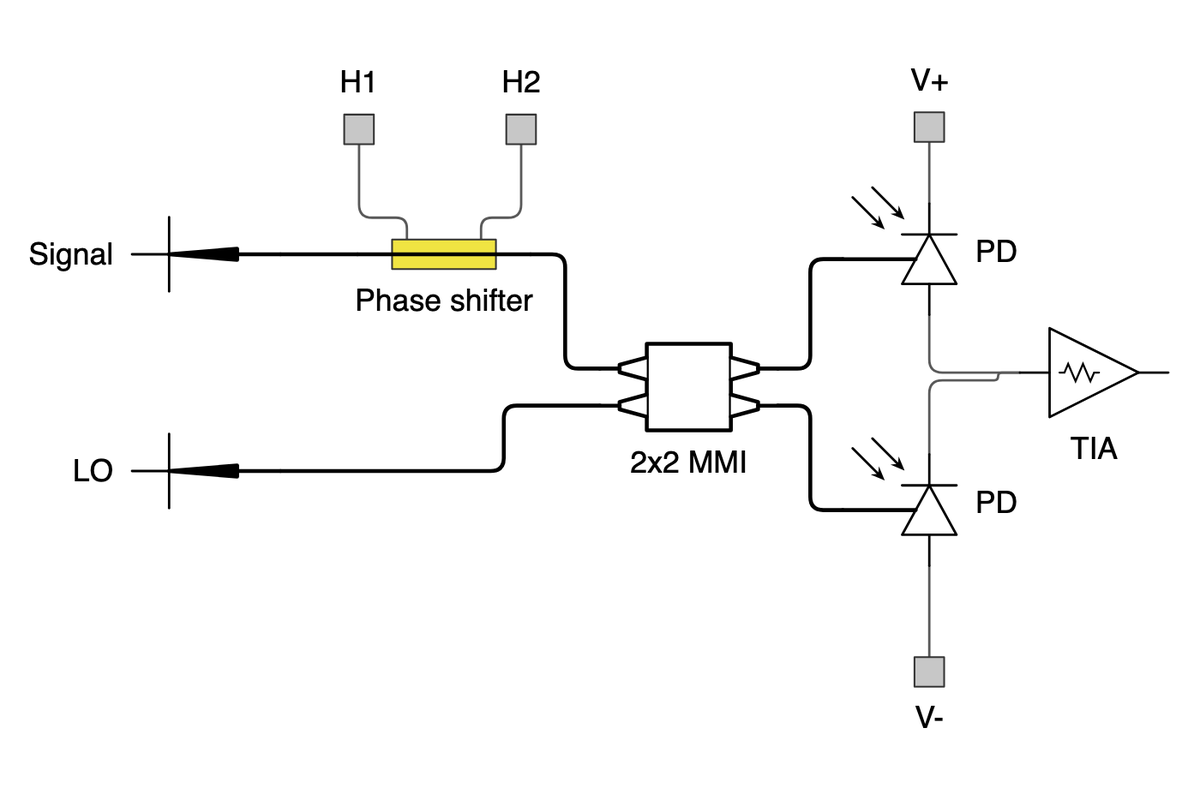 H1
H2
V+
Signal
PD
Phase shifter
TIA
2x2 MMI
LO
PD
V-